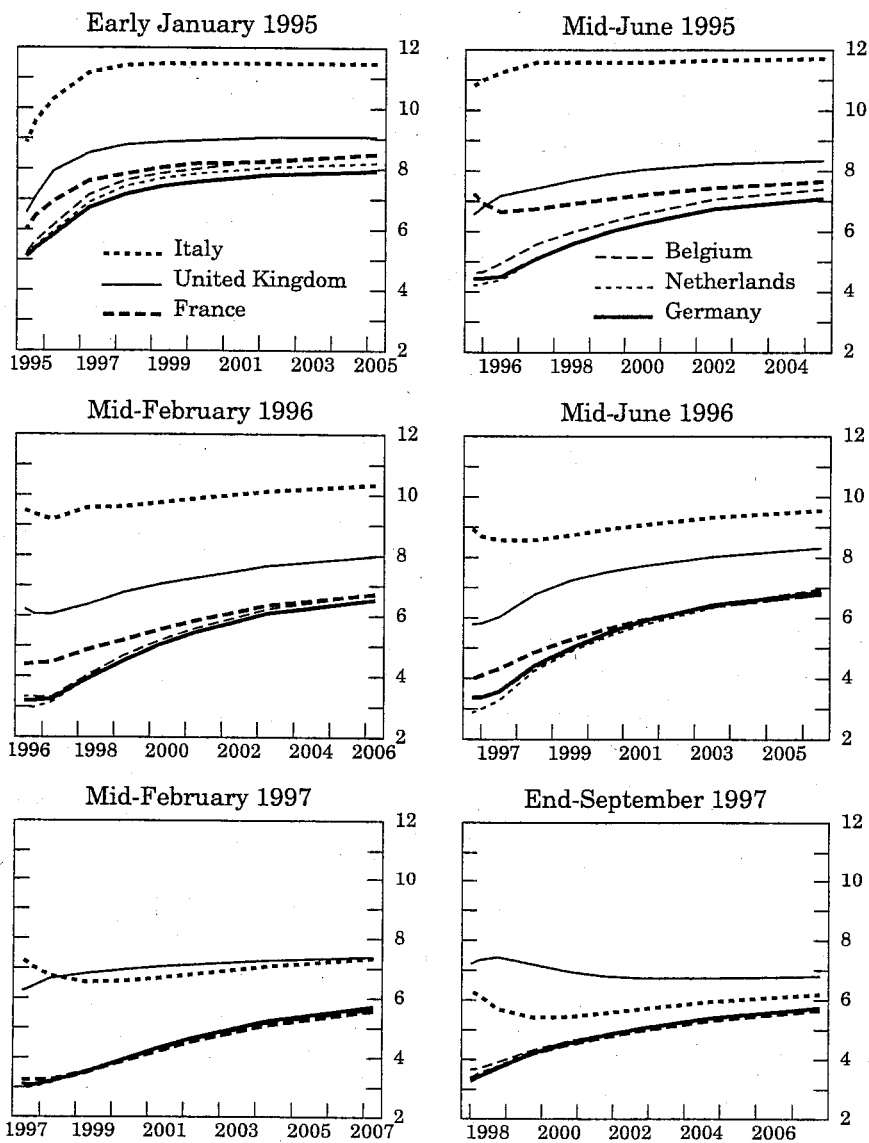 Early January 1995
12
10
8
6
4
2
Italy
United Kingdom
France
1995 1997 1999 2001 2003 2005
Mid-June 1995
12
10
8
6
4
2
Belgium
Netherlands
Germany
1996 1998 2000 2002 2004
Mid-February 1996
12
10
8
6
4
2
1996 1998 2000 2002 2004 2006
Mid-June 1996
12
10
8
6
4
2
1997 1999 2001 2003 2005
Mid-February 1997
12
10
8
6
4
2
1997 1999 2001 2003 2005 2007
End-September 1997
12
10
8
6
4
2
1998 2000 2002 2004 2006